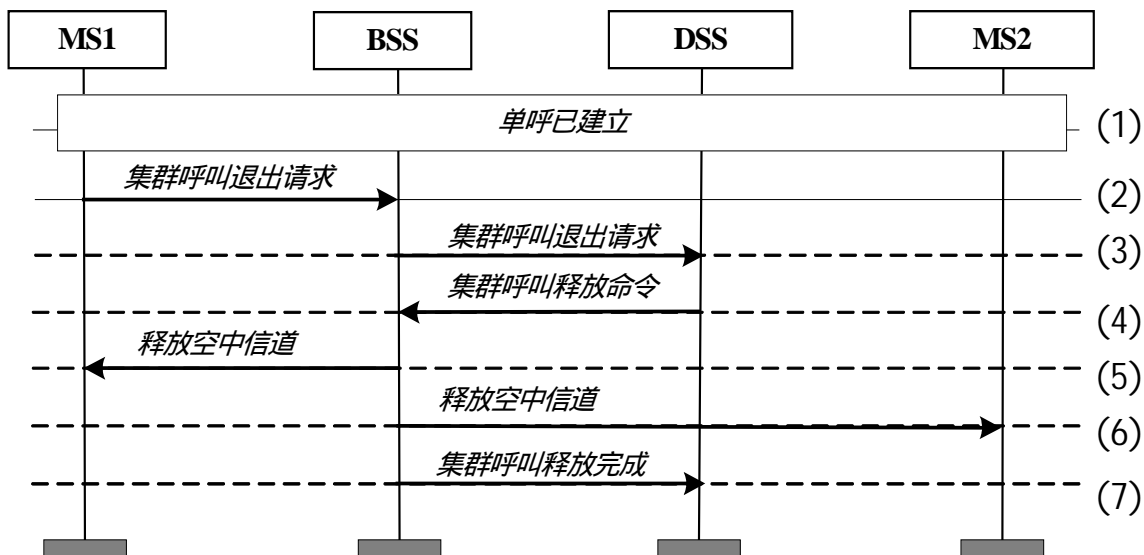 MS1 BSS DSS MS2
单呼已建立 (1)
集群呼叫退出请求 (2)
集群呼叫退出请求 (3)
集群呼叫释放命令 (4)
释放空中信道 (5)
释放空中信道 (6)
集群呼叫释放完成 (7)